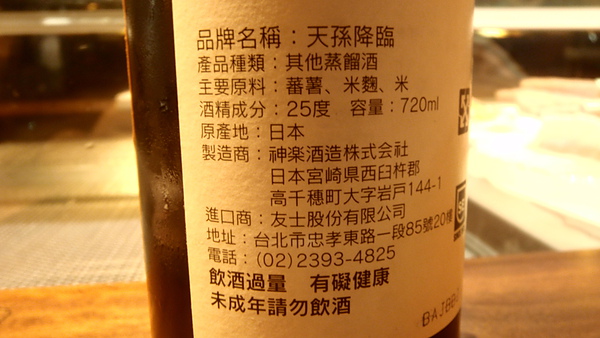 品牌名稱：天孫降臨
產品種類：其他蒸餾酒
主要原料：蕃薯、米麴、米
酒精成分：25度　容量：720ml
原產地：日本
製造商：神楽酒造株式会社
日本宮崎県西臼杵郡
高千穗町大字岩戸144-1
進口商：友士股份有限公司
地址：台北市忠孝東路一段85號20樓
電話：(02)2393-4825
飲酒過量　有礙健康
未成年請勿飲酒